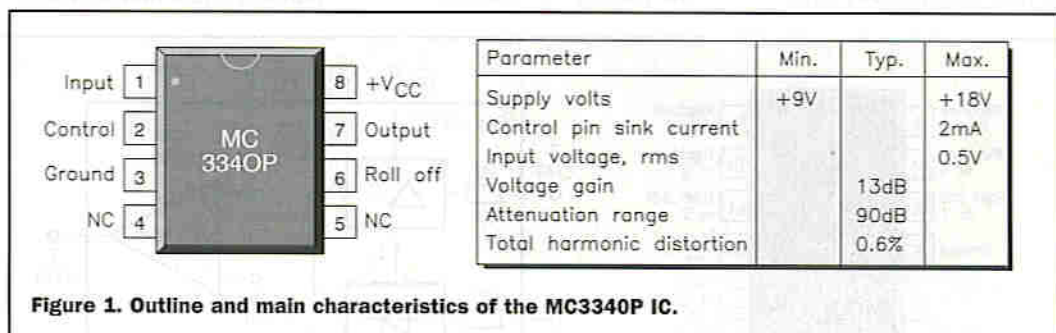 Input 1
Control 2
Ground 3
NC 4
MC
3340P
8 +VCC
7 Output
6 Roll off
5 NC
Parameter Min. Typ. Max.
Supply volts +9V +18V
Control pin sink current 2mA
Input voltage, rms 0.5V
Voltage gain 13dB
Attenuation range 90dB
Total harmonic distortion 0.6%
Figure 1. Outline and main characteristics of the MC3340P IC.